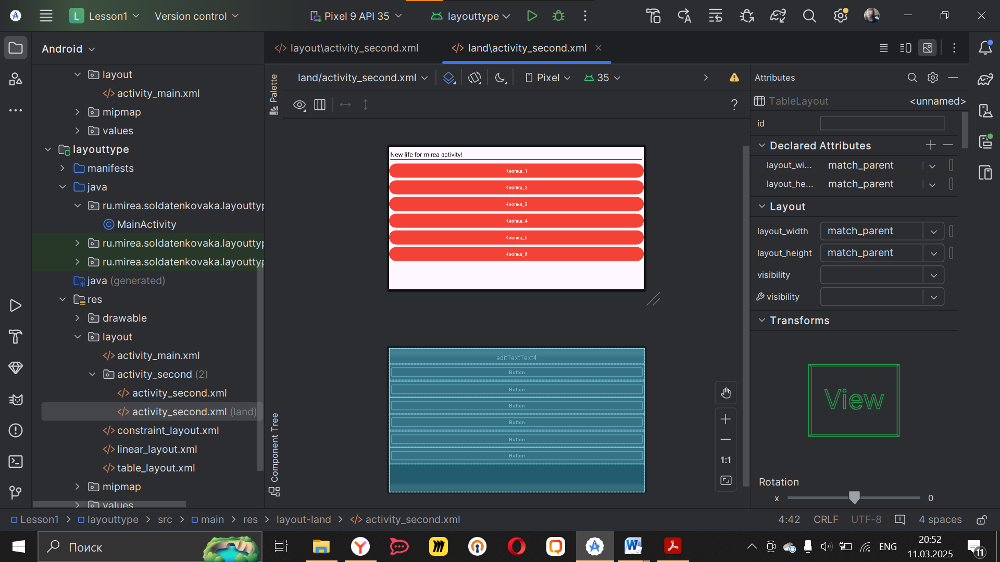 L Lesson1
Version control
Pixel 9 API 35
layouttype
Android
layout\activity_second.xml
land\activity_second.xml
layout
activity_main.xml
mipmap
values
layouttype
manifests
java
ru.mirea.soldatenkovaka.layouttyp
MainActivity
ru.mirea.soldatenkovaka.layouttyp
ru.mirea.soldatenkovaka.layouttyp
java (generated)
res
drawable
layout
activity_main.xml
activity_second (2)
activity_second.xml
activity_second.xml (land)
constraint_layout.xml
linear_layout.xml
table_layout.xml
mipmap
values
Palette
Component Tree
land/activity_second.xml
Pixel
35
?
New life for mirea activity!
Кнопка_1
Кнопка_2
Кнопка_3
Кнопка_4
Кнопка_5
Кнопка_6
editTextText4
Button
Button
Button
Button
Button
Button
1:1
Attributes
TableLayout <unnamed>
id
Declared Attributes
layout_wi... match_parent
layout_he... match_parent
Layout
layout_width match_parent
layout_height match_parent
visibility
visibility
Transforms
View
Rotation
x 0
Lesson1 > layouttype > src > main > res > layout-land > activity_second.xml
4:42 CRLF UTF-8 4 spaces
Поиск
ENG
20:52
11.03.2025
11